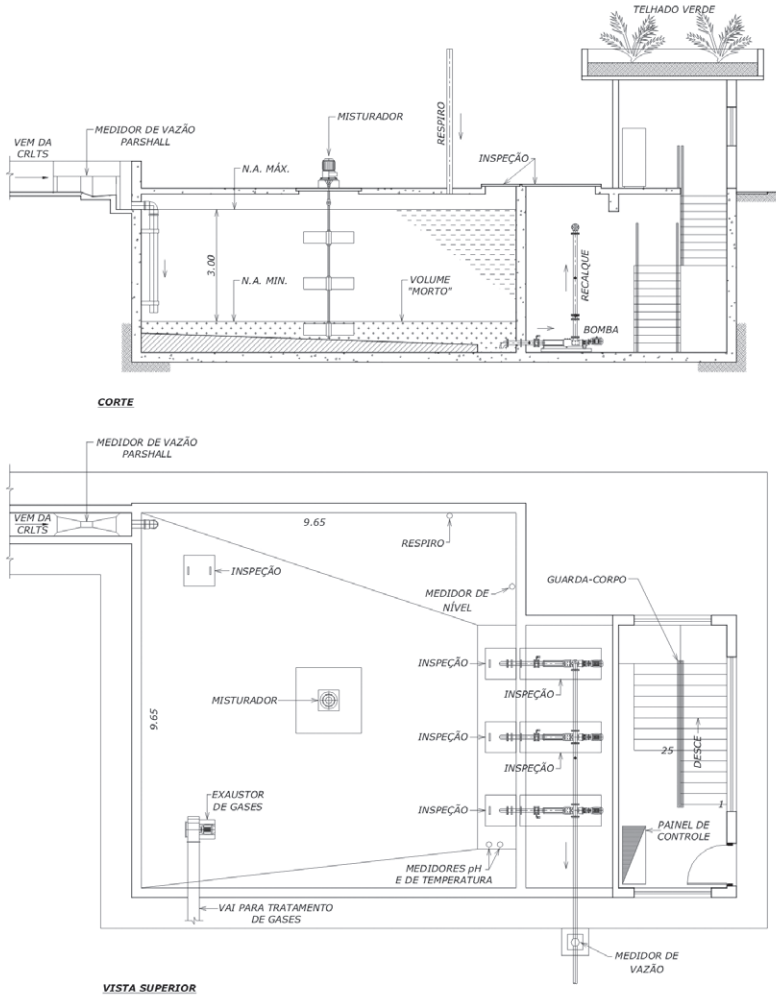 TELHADO VERDE
MISTURADOR
MEDIDOR DE VAZÃO
PARSHALL
VEM DA
CRLTS
RESPIRO
INSPEÇÃO
N.A. MÁX.
3.00
N.A. MIN.
VOLUME
"MORTO"
RECALQUE
BOMBA
CORTE
MEDIDOR DE VAZÃO
PARSHALL
VEM DA
CRLTS
9.65
RESPIRO
INSPEÇÃO
MEDIDOR DE
NÍVEL
GUARDA-CORPO
INSPEÇÃO
INSPEÇÃO
MISTURADOR
9.65
INSPEÇÃO
INSPEÇÃO
25
DESCE
EXAUSTOR
DE GASES
INSPEÇÃO
1
PAINEL DE
CONTROLE
MEDIDORES pH
E DE TEMPERATURA
VAI PARA TRATAMENTO
DE GASES
MEDIDOR DE
VAZÃO
VISTA SUPERIOR